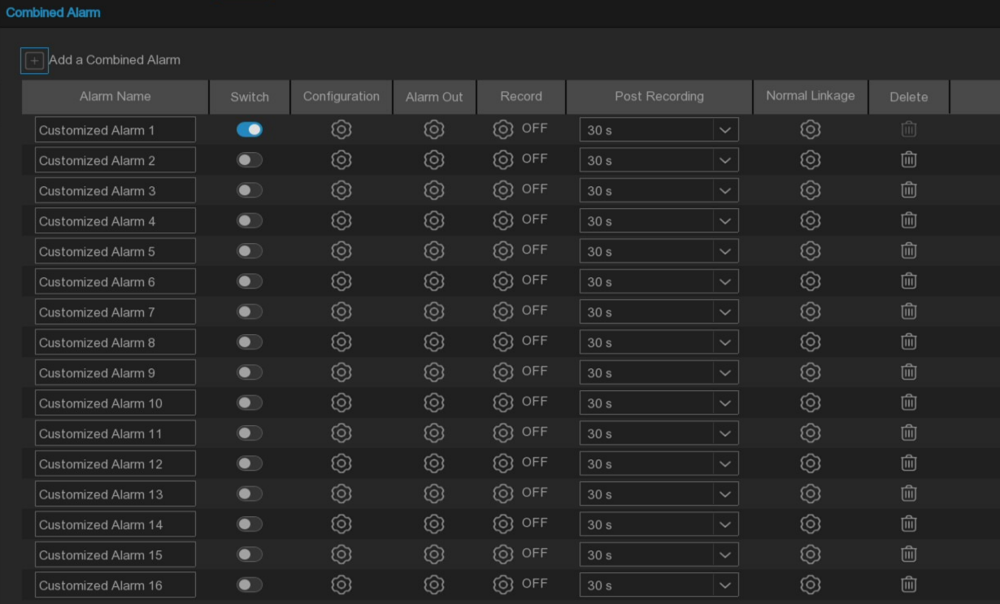 Combined Alarm
Add a Combined Alarm
Alarm Name Switch Configuration Alarm Out Record Post Recording Normal Linkage Delete
Customized Alarm 1 OFF 30 s
Customized Alarm 2 OFF 30 s
Customized Alarm 3 OFF 30 s
Customized Alarm 4 OFF 30 s
Customized Alarm 5 OFF 30 s
Customized Alarm 6 OFF 30 s
Customized Alarm 7 OFF 30 s
Customized Alarm 8 OFF 30 s
Customized Alarm 9 OFF 30 s
Customized Alarm 10 OFF 30 s
Customized Alarm 11 OFF 30 s
Customized Alarm 12 OFF 30 s
Customized Alarm 13 OFF 30 s
Customized Alarm 14 OFF 30 s
Customized Alarm 15 OFF 30 s
Customized Alarm 16 OFF 30 s